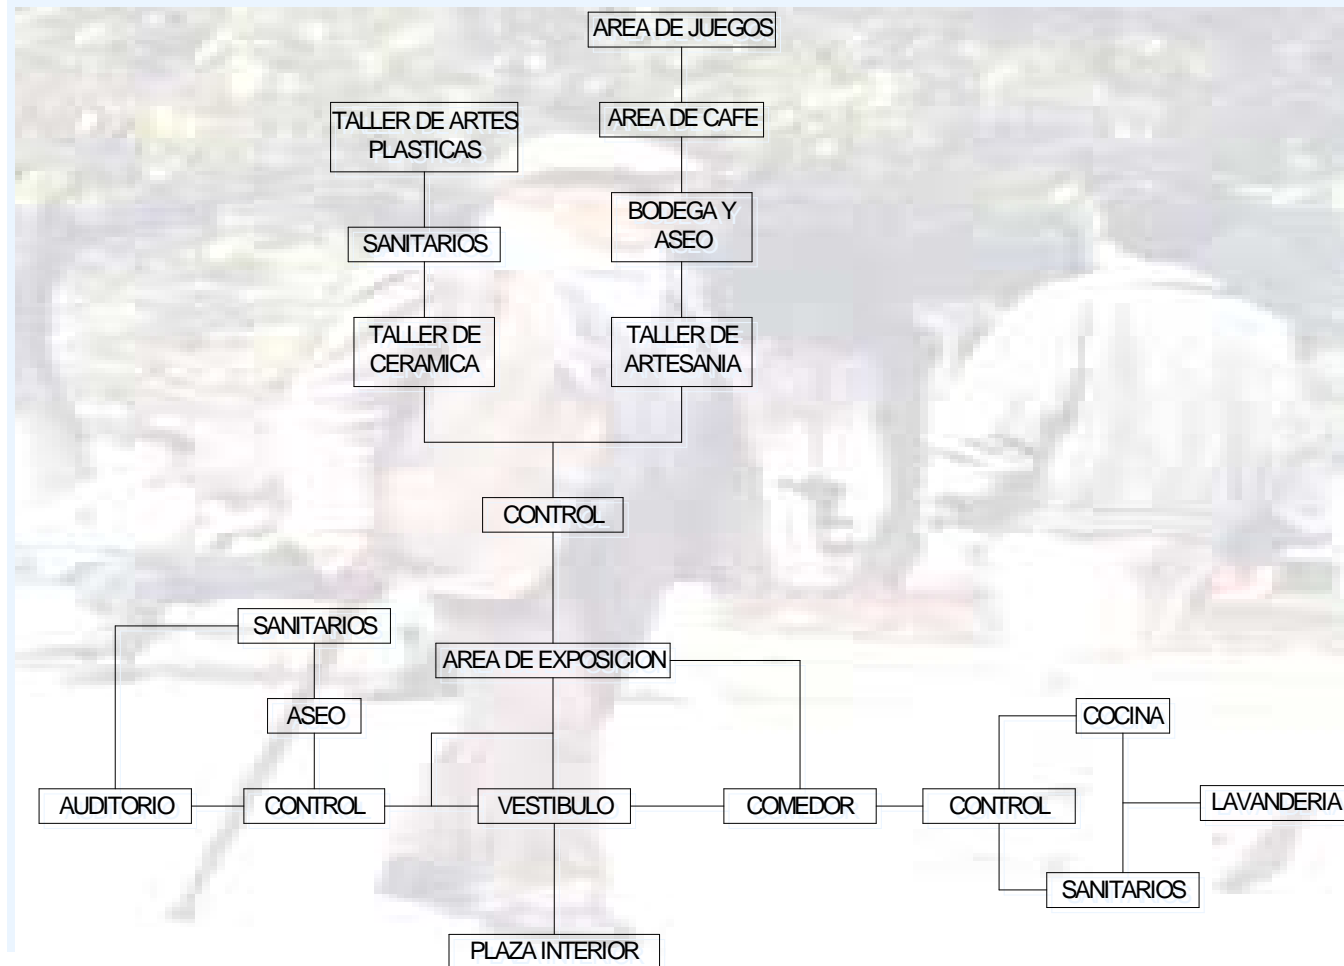 AREA DE JUEGOS
AREA DE CAFE
TALLER DE ARTES
PLASTICAS
BODEGA Y
ASEO
SANITARIOS
TALLER DE
CERAMICA
TALLER DE
ARTESANIA
CONTROL
SANITARIOS
AREA DE EXPOSICION
ASEO
COCINA
AUDITORIO
CONTROL
VESTIBULO
COMEDOR
CONTROL
LAVANDERIA
SANITARIOS
PLAZA INTERIOR